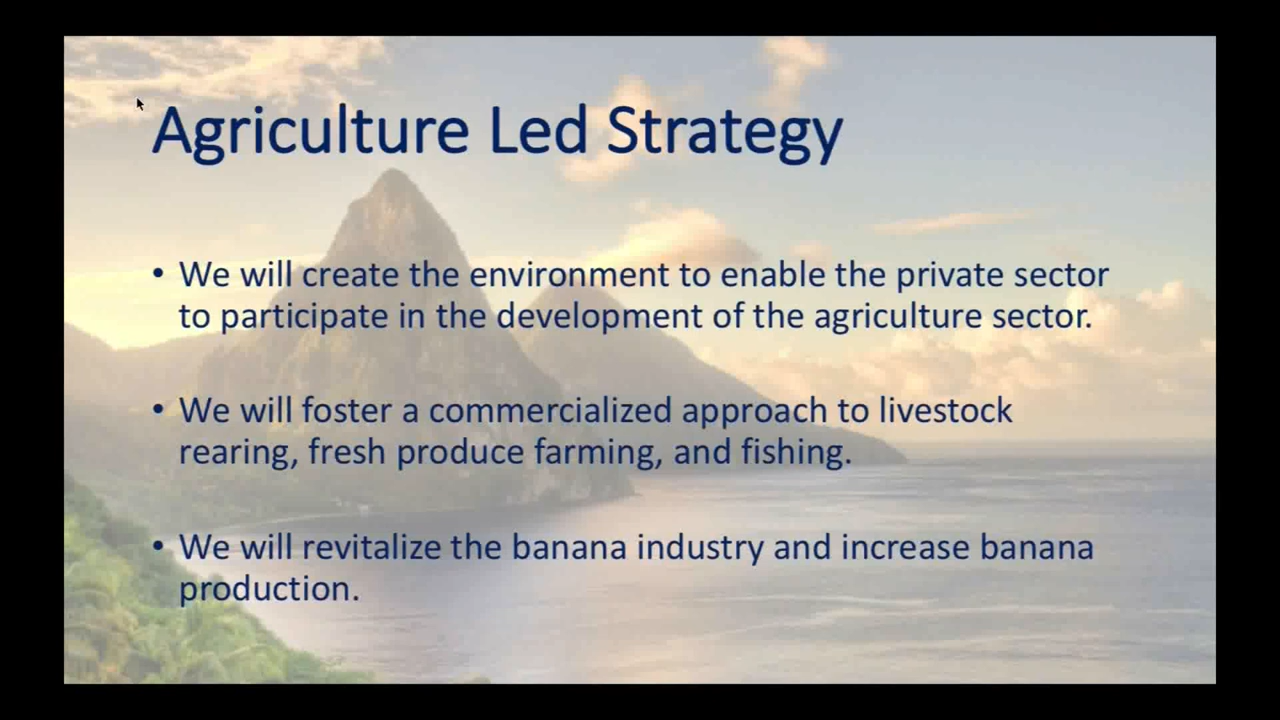 Agriculture Led Strategy
• We will create the environment to enable the private sector
to participate in the development of the agriculture sector.
• We will foster a commercialized approach to livestock
rearing, fresh produce farming, and fishing.
• We will revitalize the banana industry and increase banana
production.